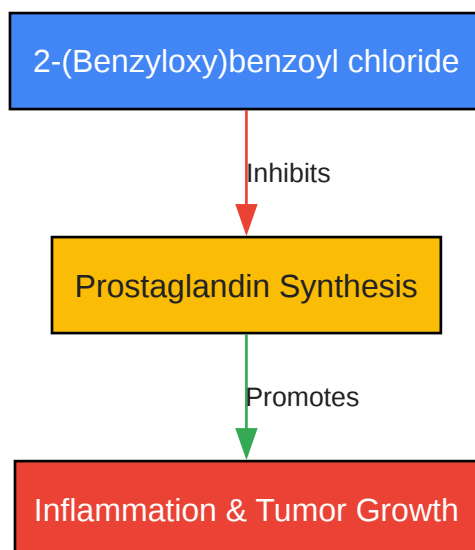 2-(Benzyloxy)benzoyl chloride
Inhibits
Prostaglandin Synthesis
Promotes
Inflammation & Tumor Growth